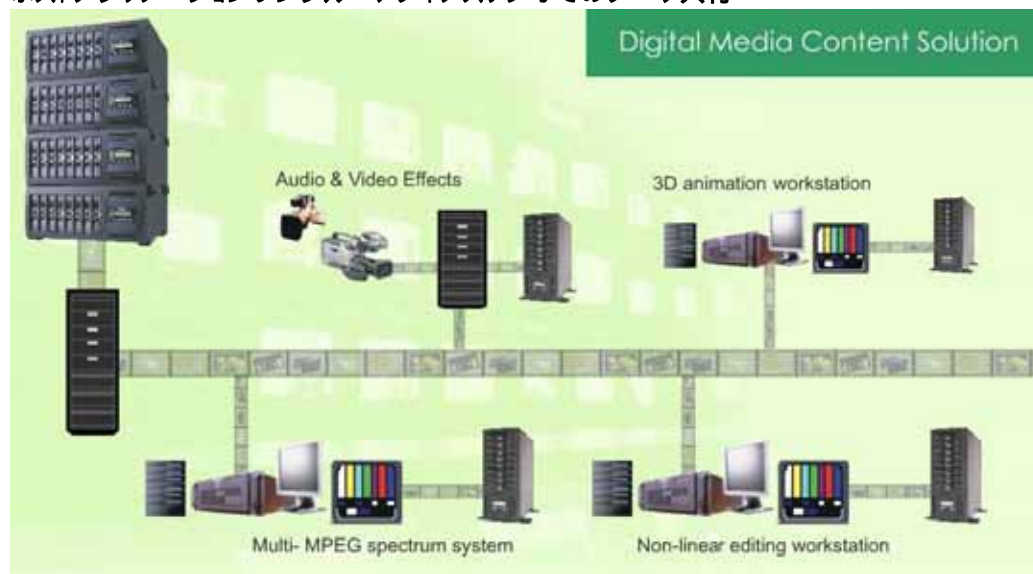 Digital Media Content Solution
Audio & Video Effects
3D animation workstation
Multi- MPEG spectrum system
Non-linear editing workstation